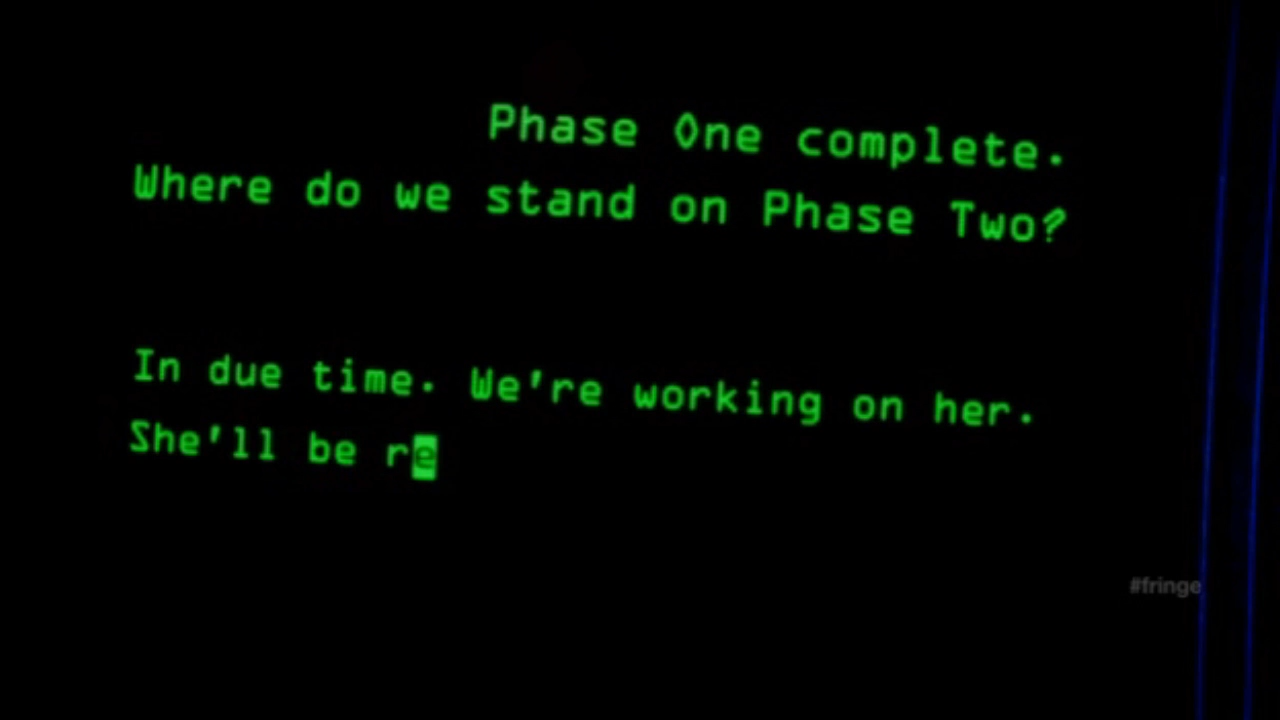 Phase One complete.
Where do we stand on Phase Two?
In due time. We're working on her.
She'll be re
#fringe